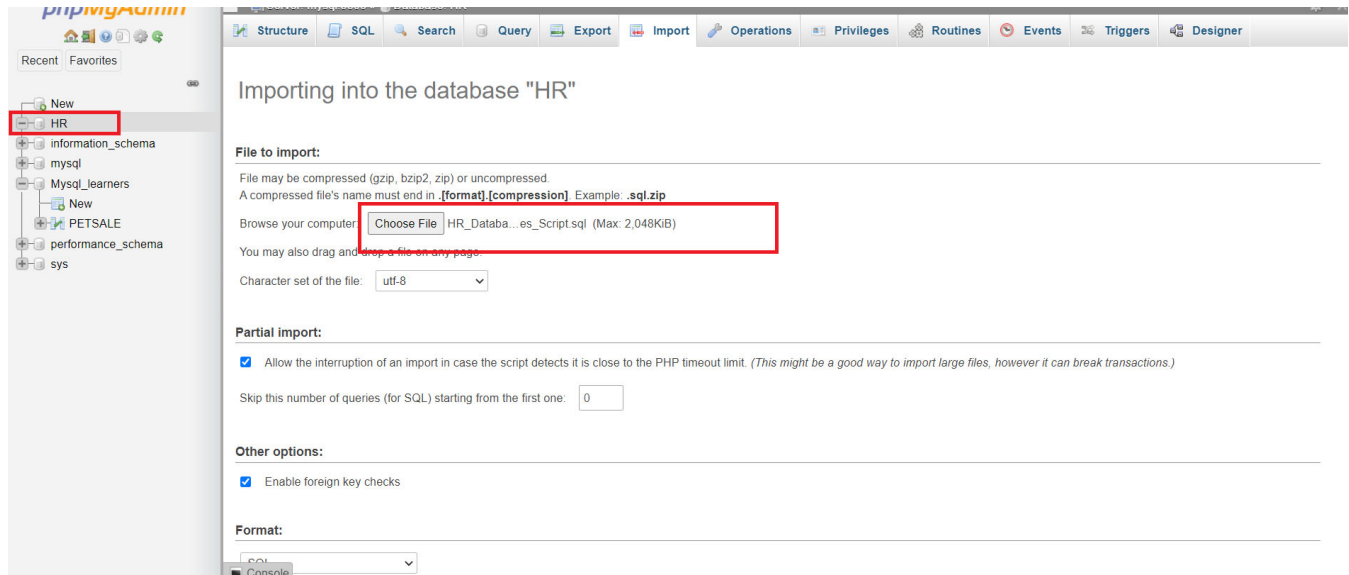 phpMyAdmin
Structure SQL Search Query Export Import Operations Privileges Routines Events Triggers Designer
Recent Favorites
New
HR
information_schema
mysql
Mysql_learners
New
PETSALE
performance_schema
sys
Importing into the database "HR"
File to import:
File may be compressed (gzip, bzip2, zip) or uncompressed.
A compressed file's name must end in .[format].[compression]. Example: .sql.zip
Browse your computer: Choose File HR_Databa...es_Script.sql (Max: 2,048KiB)
You may also drag and drop a file on any page.
Character set of the file: utf-8
Partial import:
Allow the interruption of an import in case the script detects it is close to the PHP timeout limit. (This might be a good way to import large files, however it can break transactions.)
Skip this number of queries (for SQL) starting from the first one: 0
Other options:
Enable foreign key checks
Format:
SQL
Console